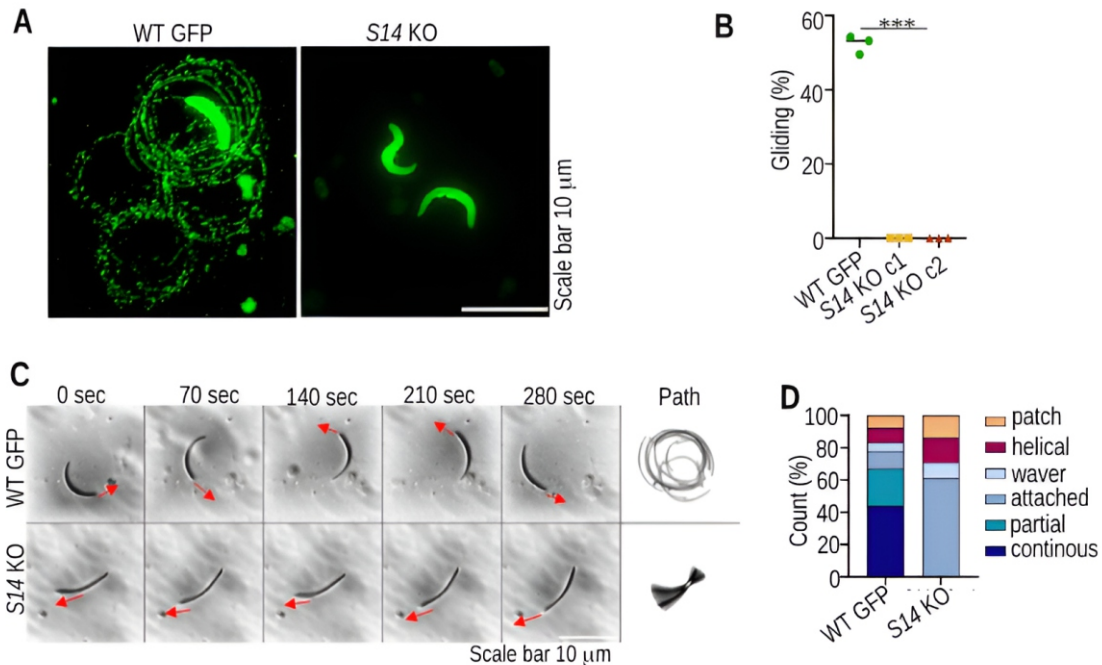 A
WT GFP
S14 KO
Scale bar 10 μm
B
***
Gliding (%)
60
40
20
0
WT GFP
S14 KO c1
S14 KO c2
C
0 sec
70 sec
140 sec
210 sec
280 sec
Path
WT GFP
S14 KO
Scale bar 10 μm
D
Count (%)
100
80
60
40
20
0
WT GFP
S14 KO
patch
helical
waver
attached
partial
continous